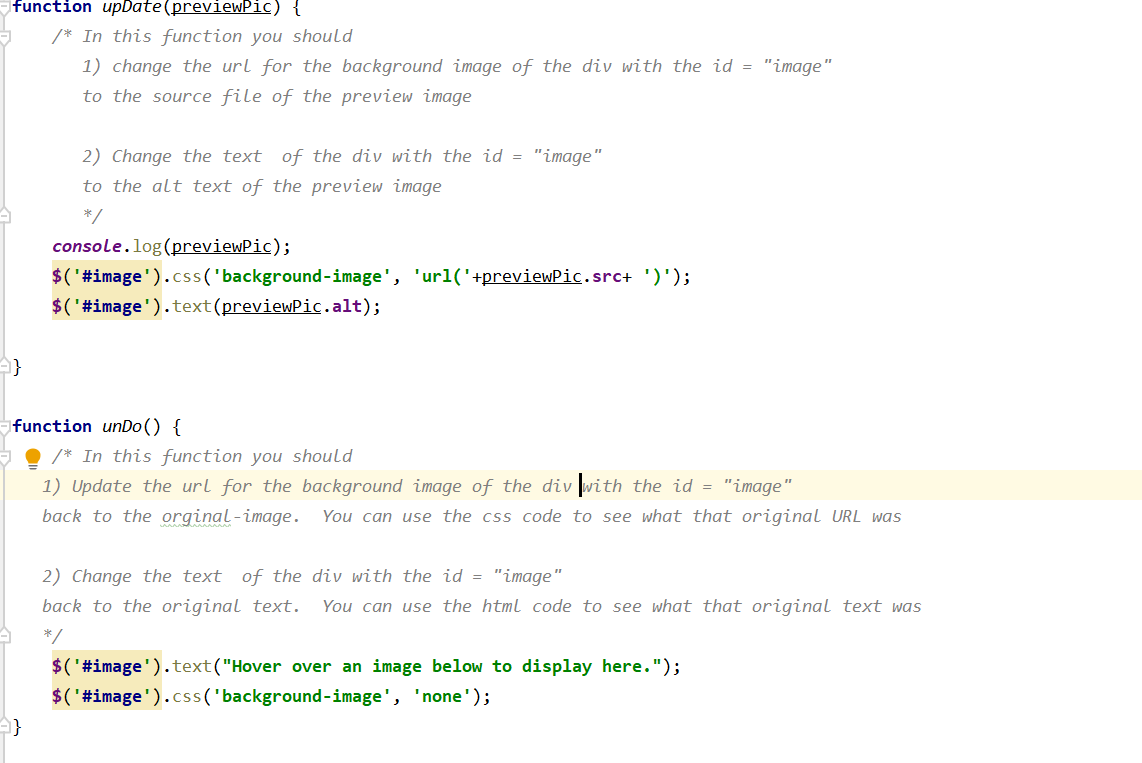 function upDate(previewPic) {
/* In this function you should
1) change the url for the background image of the div with the id = "image"
to the source file of the preview image
2) Change the text  of the div with the id = "image"
to the alt text of the preview image
*/
console.log(previewPic);
$('#image').css('background-image', 'url('+previewPic.src+ ')');
$('#image').text(previewPic.alt);
}
function unDo() {
/* In this function you should
1) Update the url for the background image of the div with the id = "image"
back to the orginal-image.  You can use the css code to see what that original URL was
2) Change the text  of the div with the id = "image"
back to the original text.  You can use the html code to see what that original text was
*/
$('#image').text("Hover over an image below to display here.");
$('#image').css('background-image', 'none');
}